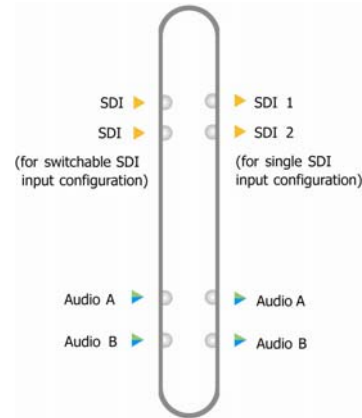 SDI
SDI
(for switchable SDI
input configuration)
Audio A
Audio B
SDI 1
SDI 2
(for single SDI
input configuration)
Audio A
Audio B